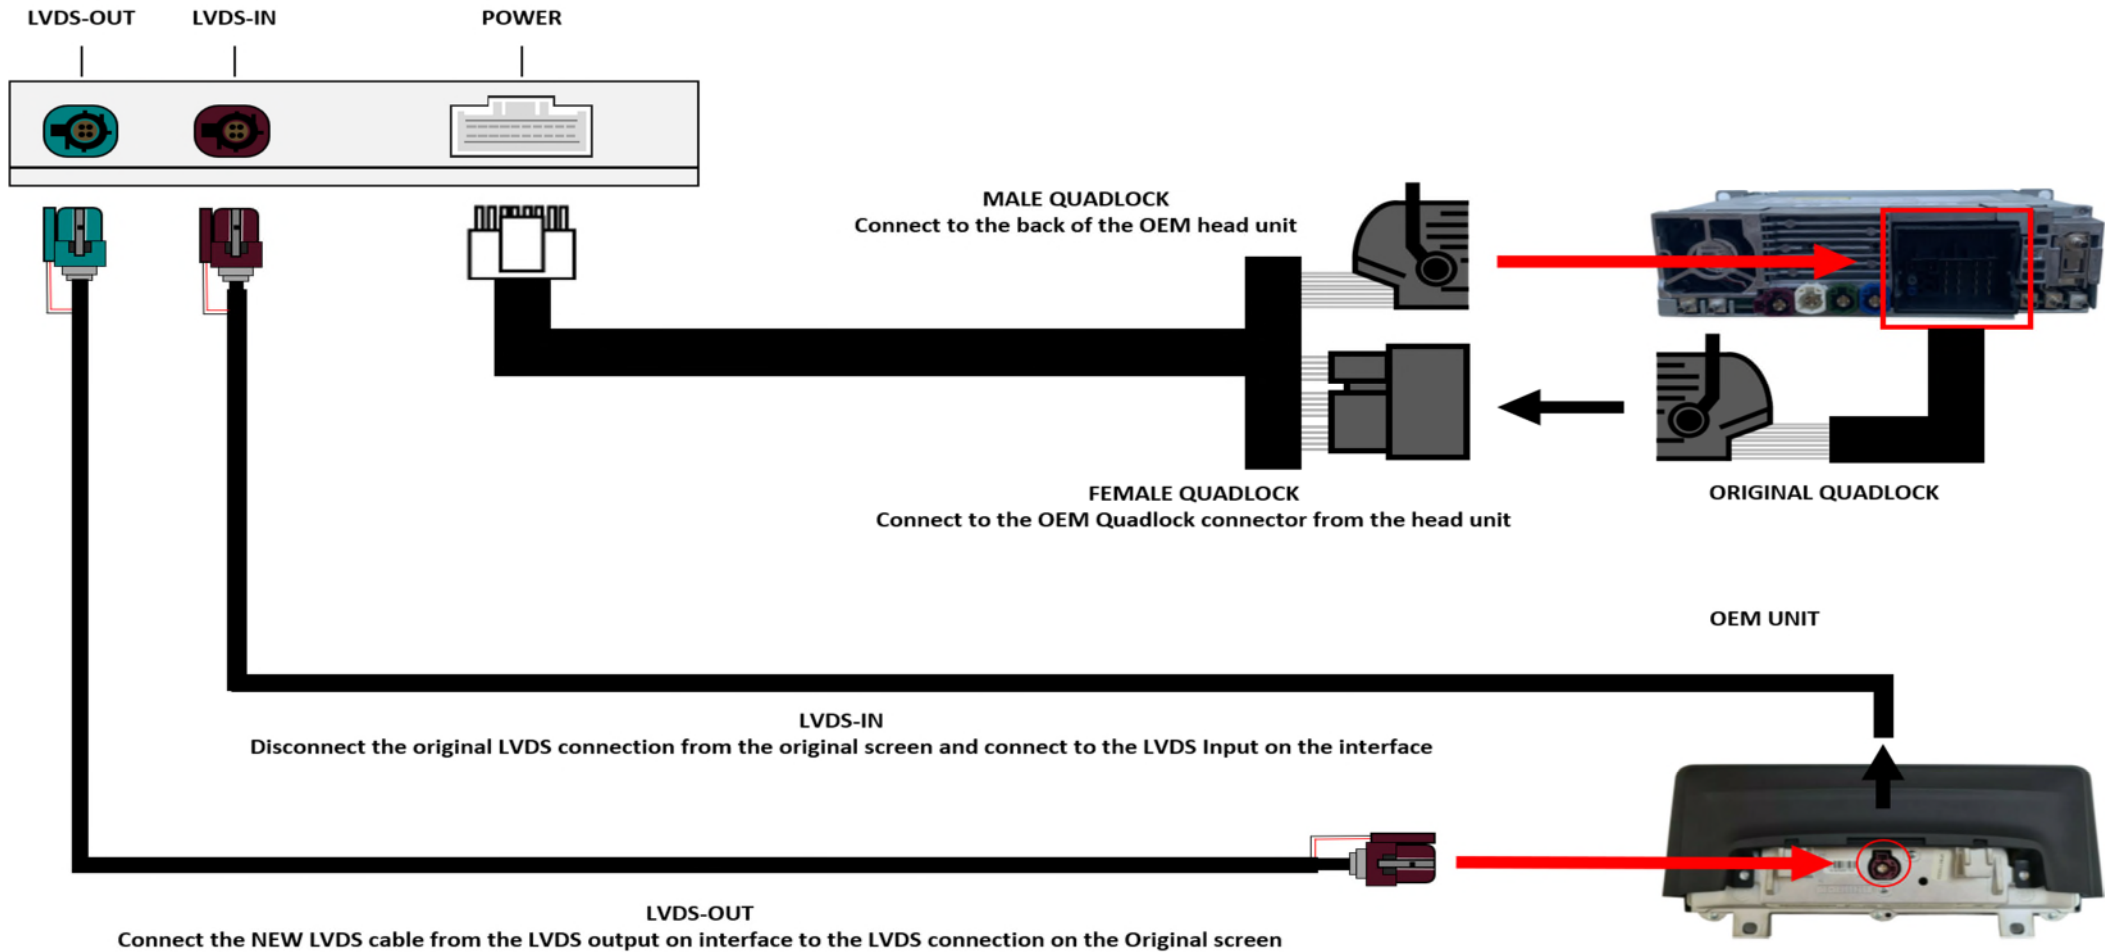 LVDS-OUT
LVDS-IN
POWER
MALE QUADLOCK
Connect to the back of the OEM head unit
FEMALE QUADLOCK
Connect to the OEM Quadlock connector from the head unit
ORIGINAL QUADLOCK
OEM UNIT
LVDS-IN
Disconnect the original LVDS connection from the original screen and connect to the LVDS Input on the interface
LVDS-OUT
Connect the NEW LVDS cable from the LVDS output on interface to the LVDS connection on the Original screen